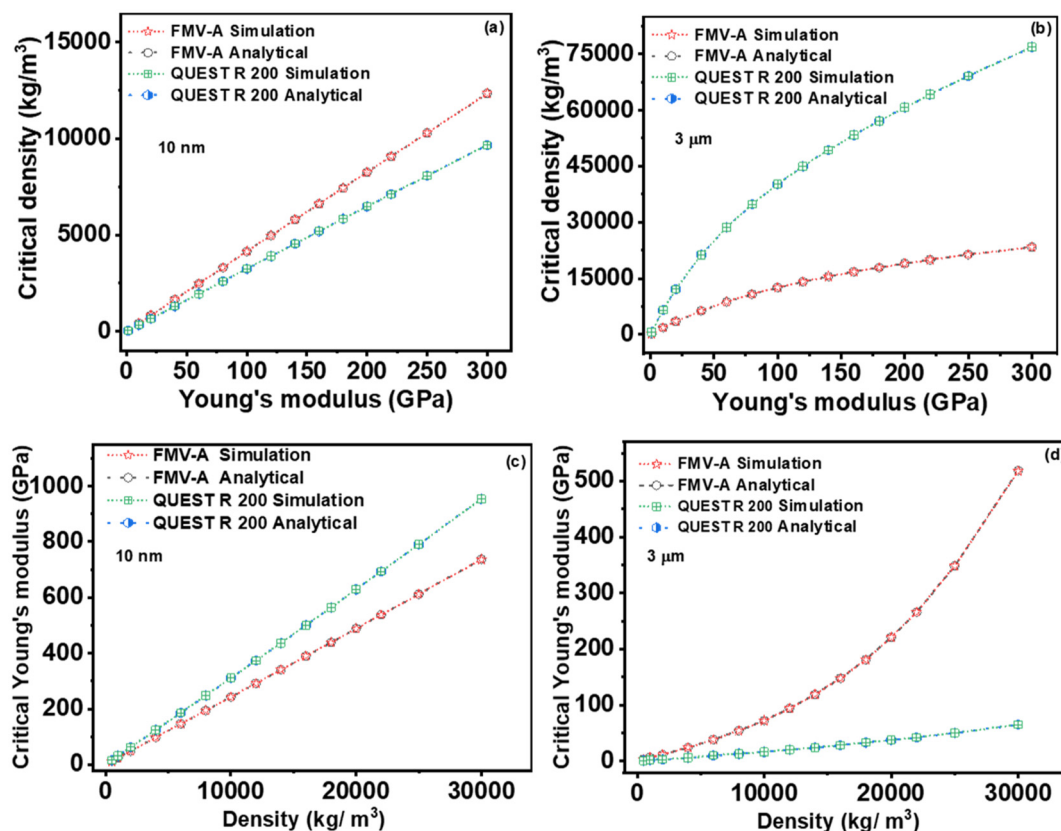 (a)
FMV-A Simulation
FMV-A Analytical
QUEST R 200 Simulation
QUEST R 200 Analytical
10 nm
15000
10000
5000
0
Critical density (kg/m³)
0 50 100 150 200 250 300
Young's modulus (GPa)
(b)
FMV-A Simulation
FMV-A Analytical
QUEST R 200 Simulation
QUEST R 200 Analytical
3 μm
75000
60000
45000
30000
15000
0
Critical density (kg/m³)
0 50 100 150 200 250 300
Young's modulus (GPa)
(c)
FMV-A Simulation
FMV-A Analytical
QUEST R 200 Simulation
QUEST R 200 Analytical
10 nm
1000
800
600
400
200
0
Critical Young's modulus (GPa)
0 10000 20000 30000
Density (kg/ m³)
(d
FMV-A Simulation
FMV-A Analytical
QUEST R 200 Simulation
QUEST R 200 Analytical
3 μm
500
400
300
200
100
0
Critical Young's modulus (GPa)
0 10000 20000 30000
Density (kg/ m³)